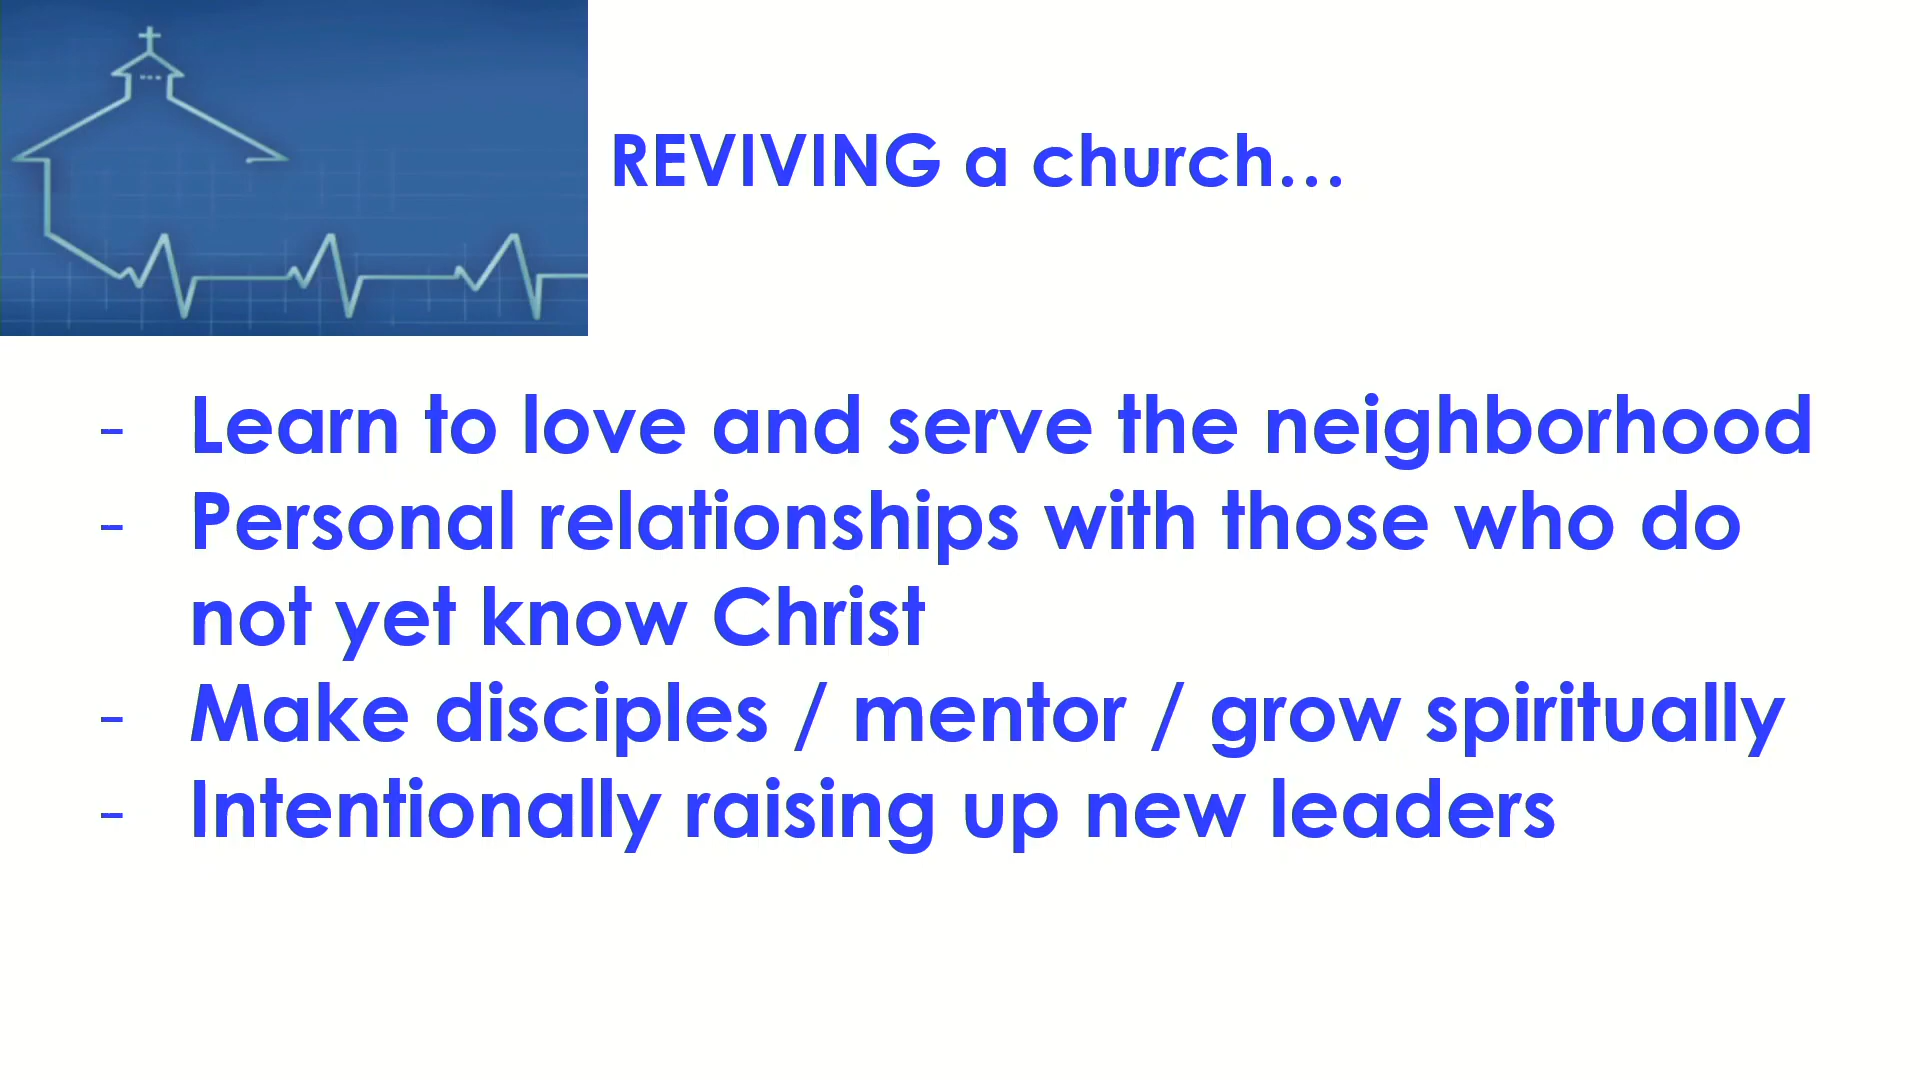 REVIVING a church...
- Learn to love and serve the neighborhood
- Personal relationships with those who do
not yet know Christ
- Make disciples / mentor / grow spiritually
- Intentionally raising up new leaders